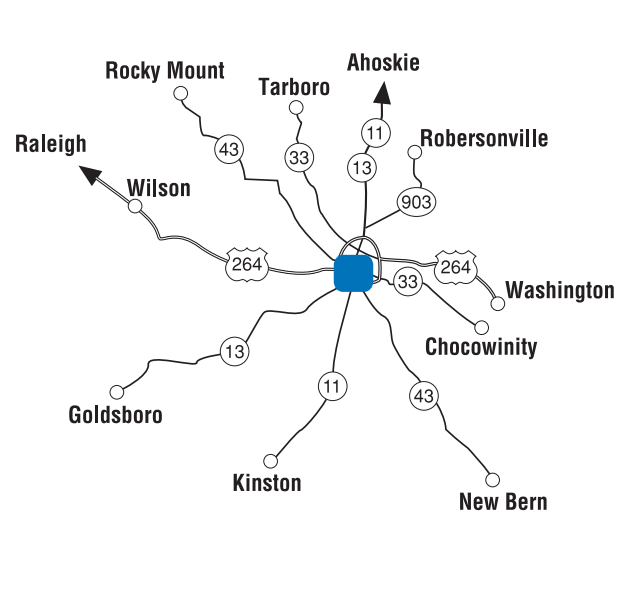 Ahoskie
Rocky Mount
Tarboro
11
Robersonville
Raleigh
43
33
13
Wilson
903
264
264
33
Washington
Chocowinity
13
11
43
Goldsboro
Kinston
New Bern